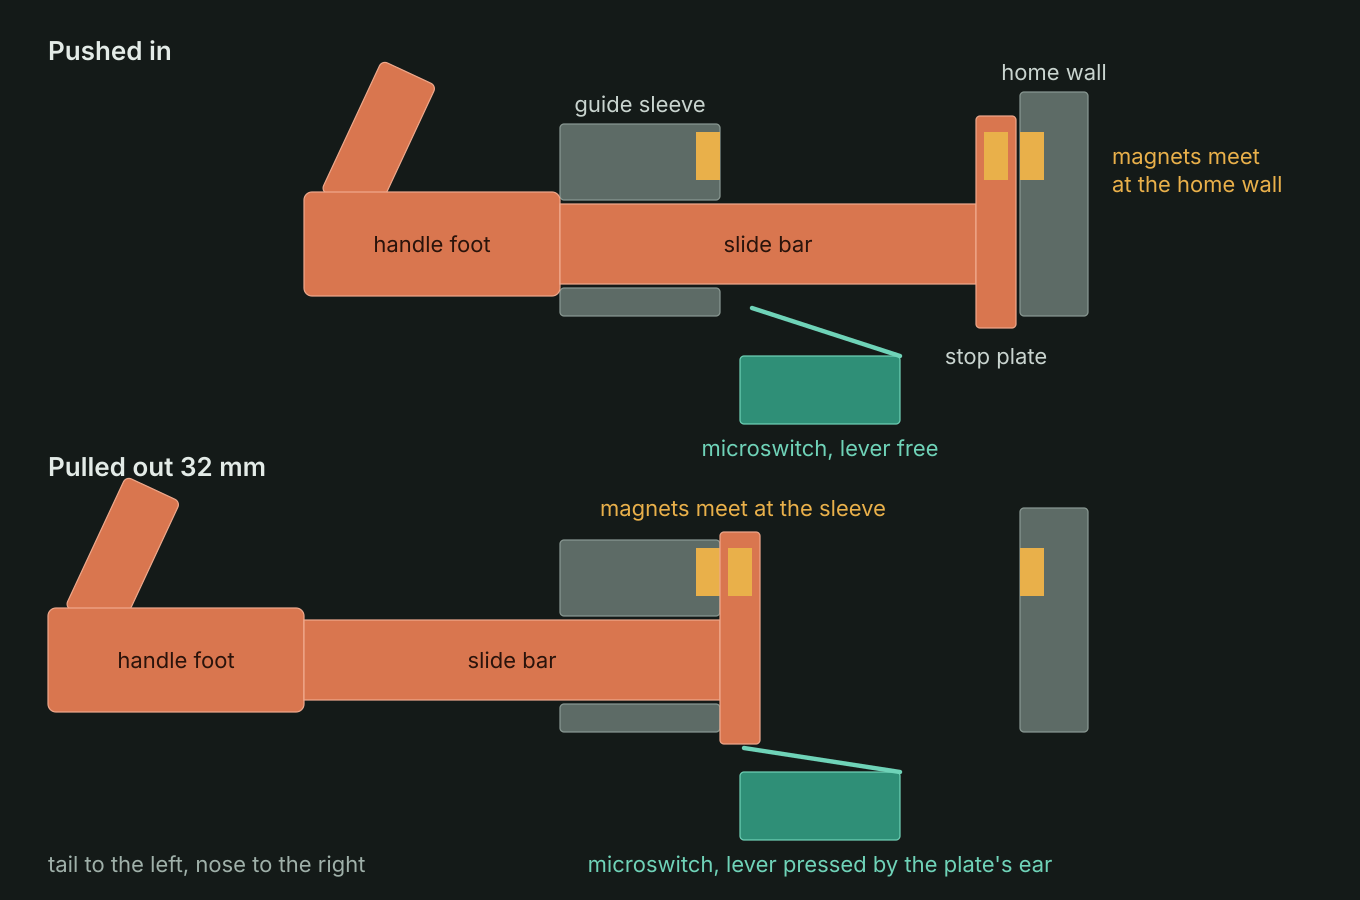 Pushed in
home wall
guide sleeve
magnets meet
at the home wall
handle foot
slide bar
stop plate
microswitch, lever free
Pulled out 32 mm
magnets meet at the sleeve
handle foot
slide bar
tail to the left, nose to the right
microswitch, lever pressed by the plate's ear